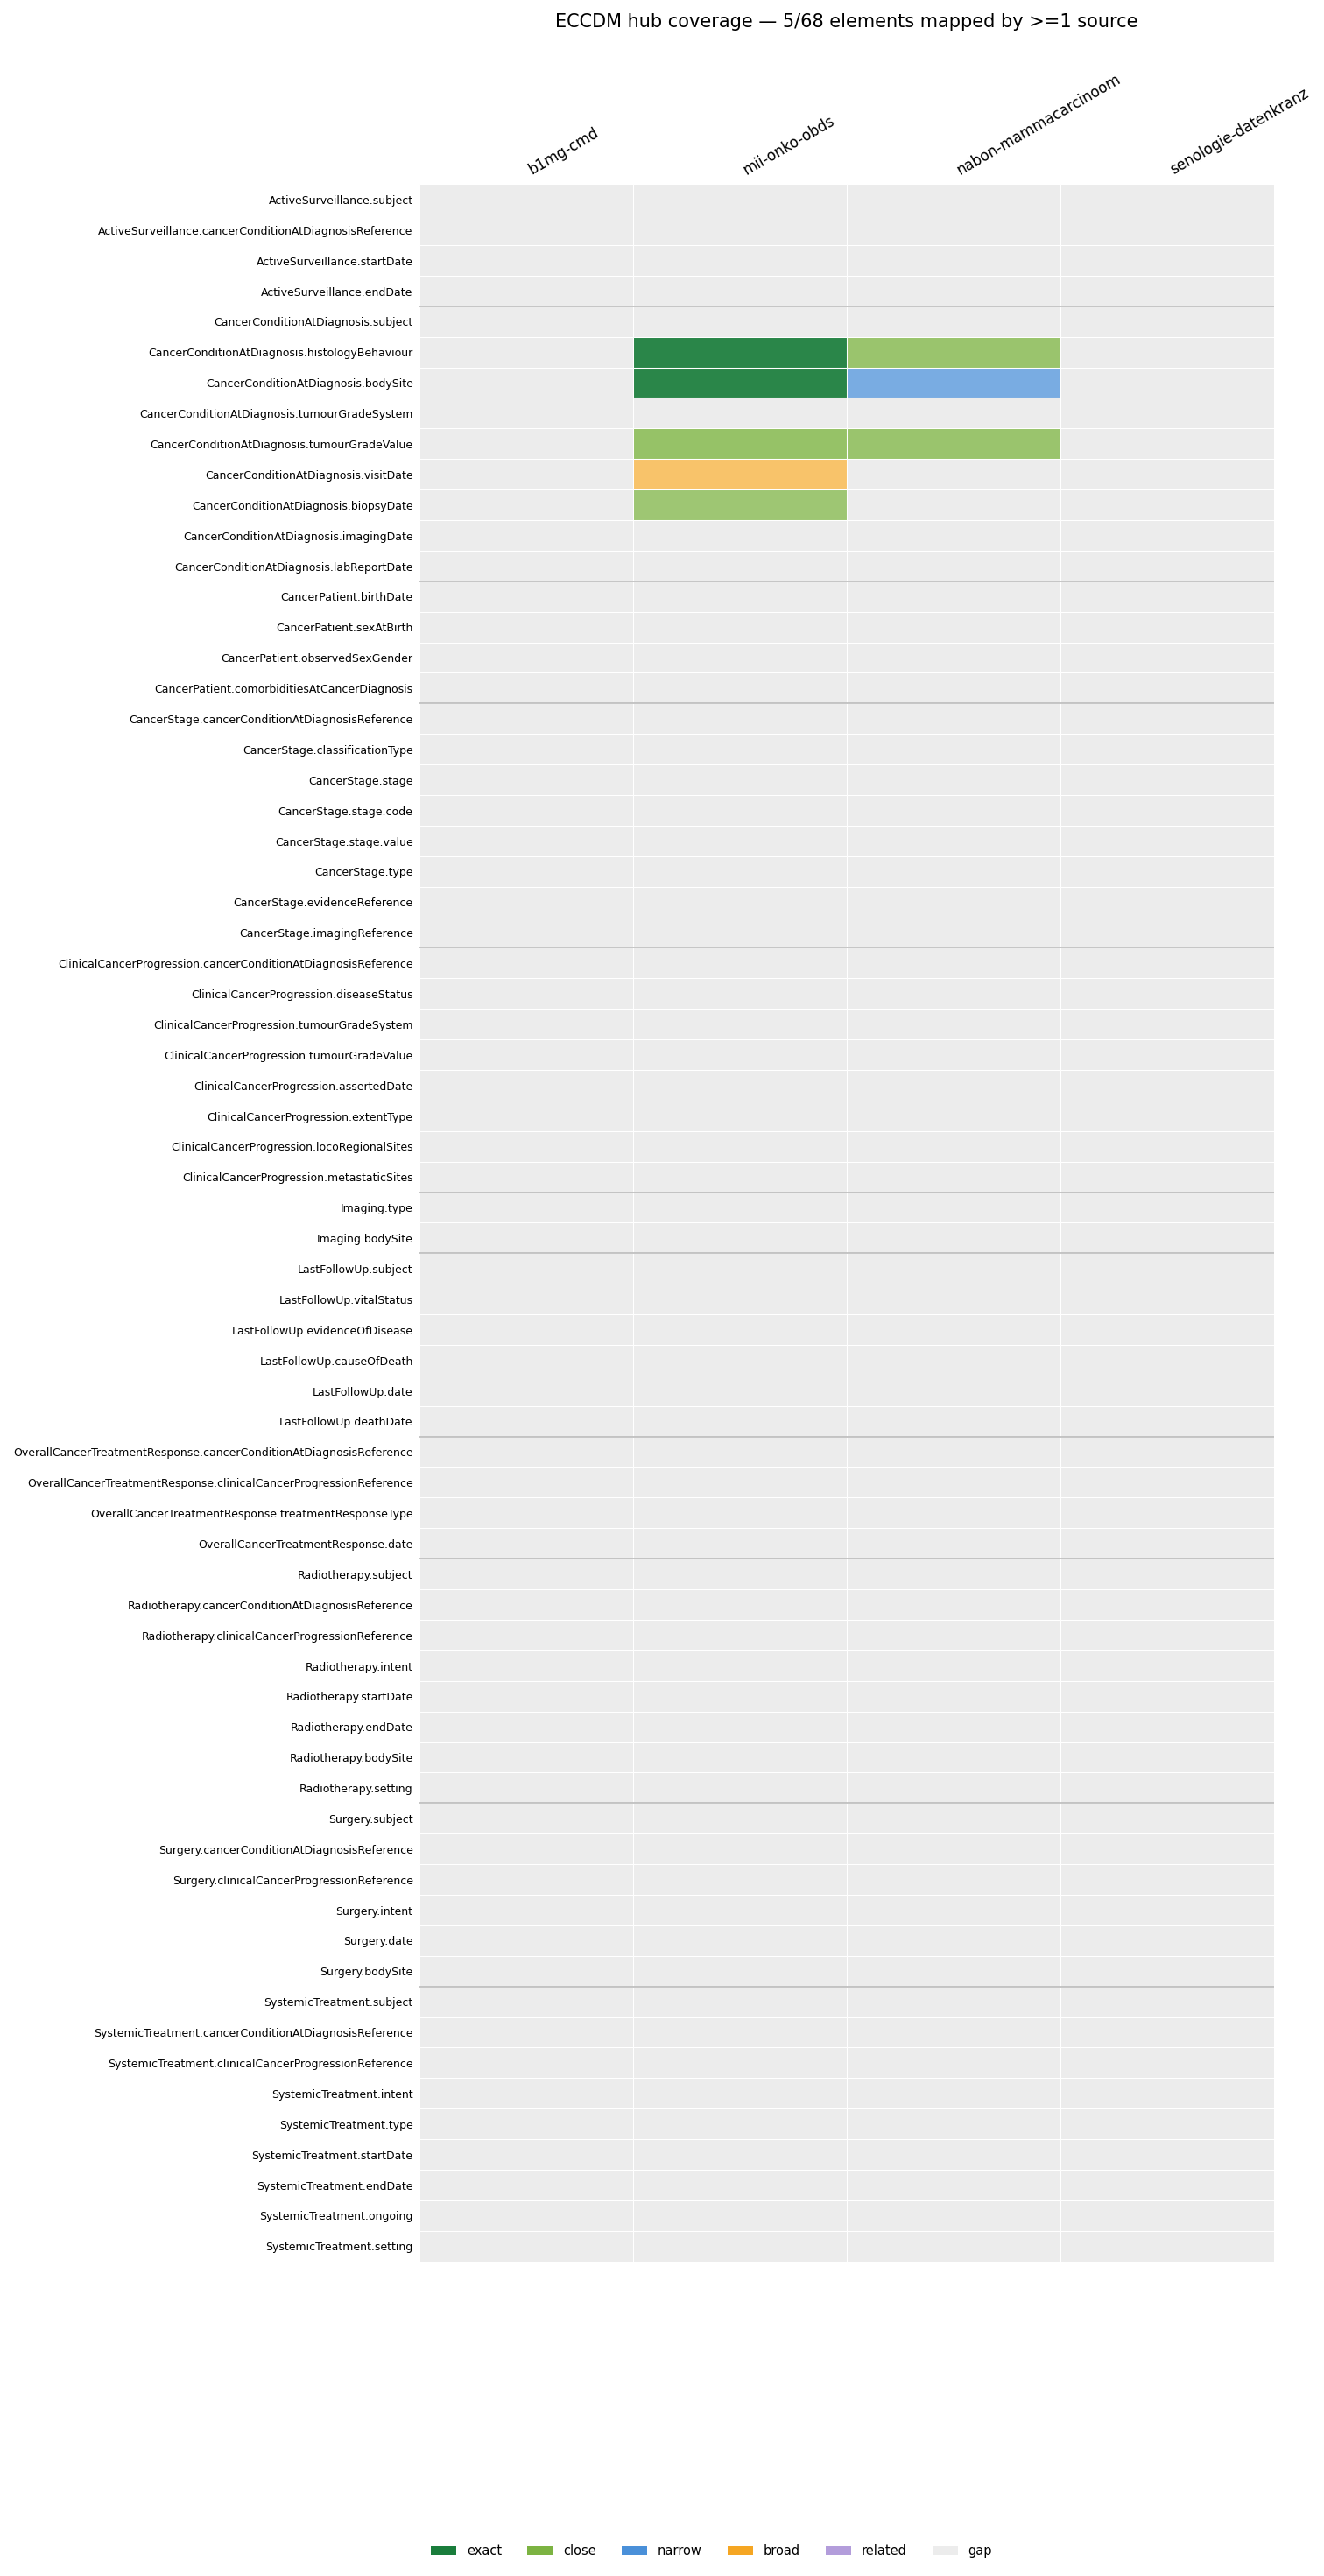 ECCDM hub coverage — 5/68 elements mapped by >=1 source
b1mg-cmd
mii-onko-obds
nabon-mammacarcinoom
senologie-datenkranz
ActiveSurveillance.subject
ActiveSurveillance.cancerConditionAtDiagnosisReference
ActiveSurveillance.startDate
ActiveSurveillance.endDate
CancerConditionAtDiagnosis.subject
CancerConditionAtDiagnosis.histologyBehaviour
CancerConditionAtDiagnosis.bodySite
CancerConditionAtDiagnosis.tumourGradeSystem
CancerConditionAtDiagnosis.tumourGradeValue
CancerConditionAtDiagnosis.visitDate
CancerConditionAtDiagnosis.biopsyDate
CancerConditionAtDiagnosis.imagingDate
CancerConditionAtDiagnosis.labReportDate
CancerPatient.birthDate
CancerPatient.sexAtBirth
CancerPatient.observedSexGender
CancerPatient.comorbiditiesAtCancerDiagnosis
CancerStage.cancerConditionAtDiagnosisReference
CancerStage.classificationType
CancerStage.stage
CancerStage.stage.code
CancerStage.stage.value
CancerStage.type
CancerStage.evidenceReference
CancerStage.imagingReference
ClinicalCancerProgression.cancerConditionAtDiagnosisReference
ClinicalCancerProgression.diseaseStatus
ClinicalCancerProgression.tumourGradeSystem
ClinicalCancerProgression.tumourGradeValue
ClinicalCancerProgression.assertedDate
ClinicalCancerProgression.extentType
ClinicalCancerProgression.locoRegionalSites
ClinicalCancerProgression.metastaticSites
Imaging.type
Imaging.bodySite
LastFollowUp.subject
LastFollowUp.vitalStatus
LastFollowUp.evidenceOfDisease
LastFollowUp.causeOfDeath
LastFollowUp.date
LastFollowUp.deathDate
OverallCancerTreatmentResponse.cancerConditionAtDiagnosisReference
OverallCancerTreatmentResponse.clinicalCancerProgressionReference
OverallCancerTreatmentResponse.treatmentResponseType
OverallCancerTreatmentResponse.date
Radiotherapy.subject
Radiotherapy.cancerConditionAtDiagnosisReference
Radiotherapy.clinicalCancerProgressionReference
Radiotherapy.intent
Radiotherapy.startDate
Radiotherapy.endDate
Radiotherapy.bodySite
Radiotherapy.setting
Surgery.subject
Surgery.cancerConditionAtDiagnosisReference
Surgery.clinicalCancerProgressionReference
Surgery.intent
Surgery.date
Surgery.bodySite
SystemicTreatment.subject
SystemicTreatment.cancerConditionAtDiagnosisReference
SystemicTreatment.clinicalCancerProgressionReference
SystemicTreatment.intent
SystemicTreatment.type
SystemicTreatment.startDate
SystemicTreatment.endDate
SystemicTreatment.ongoing
SystemicTreatment.setting
exact close narrow broad related gap